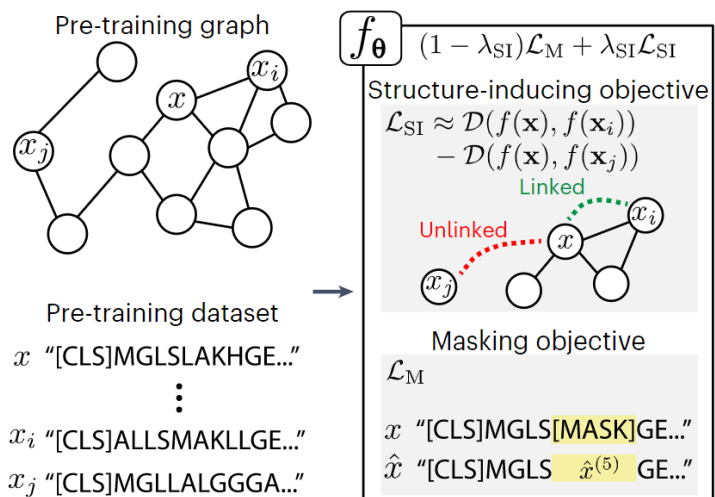 Pre-training graph
x
x_i
x_j
Pre-training dataset
x "[CLS]MGLSLAKHGE..."
⋮
x_i "[CLS]ALLSMAKLLGE..."
x_j "[CLS]MGLLALGGGA..."
f_θ (1 − λ_SI)ℒ_M + λ_SIℒ_SI
Structure-inducing objective
ℒ_SI ≈ 𝒟(f(𝐱), f(𝐱_i))
− 𝒟(f(𝐱), f(𝐱_j))
Linked
x_i
Unlinked
x
x_j
Masking objective
ℒ_M
x "[CLS]MGLS[MASK]GE..."
x̂ "[CLS]MGLS x̂^(5) GE..."